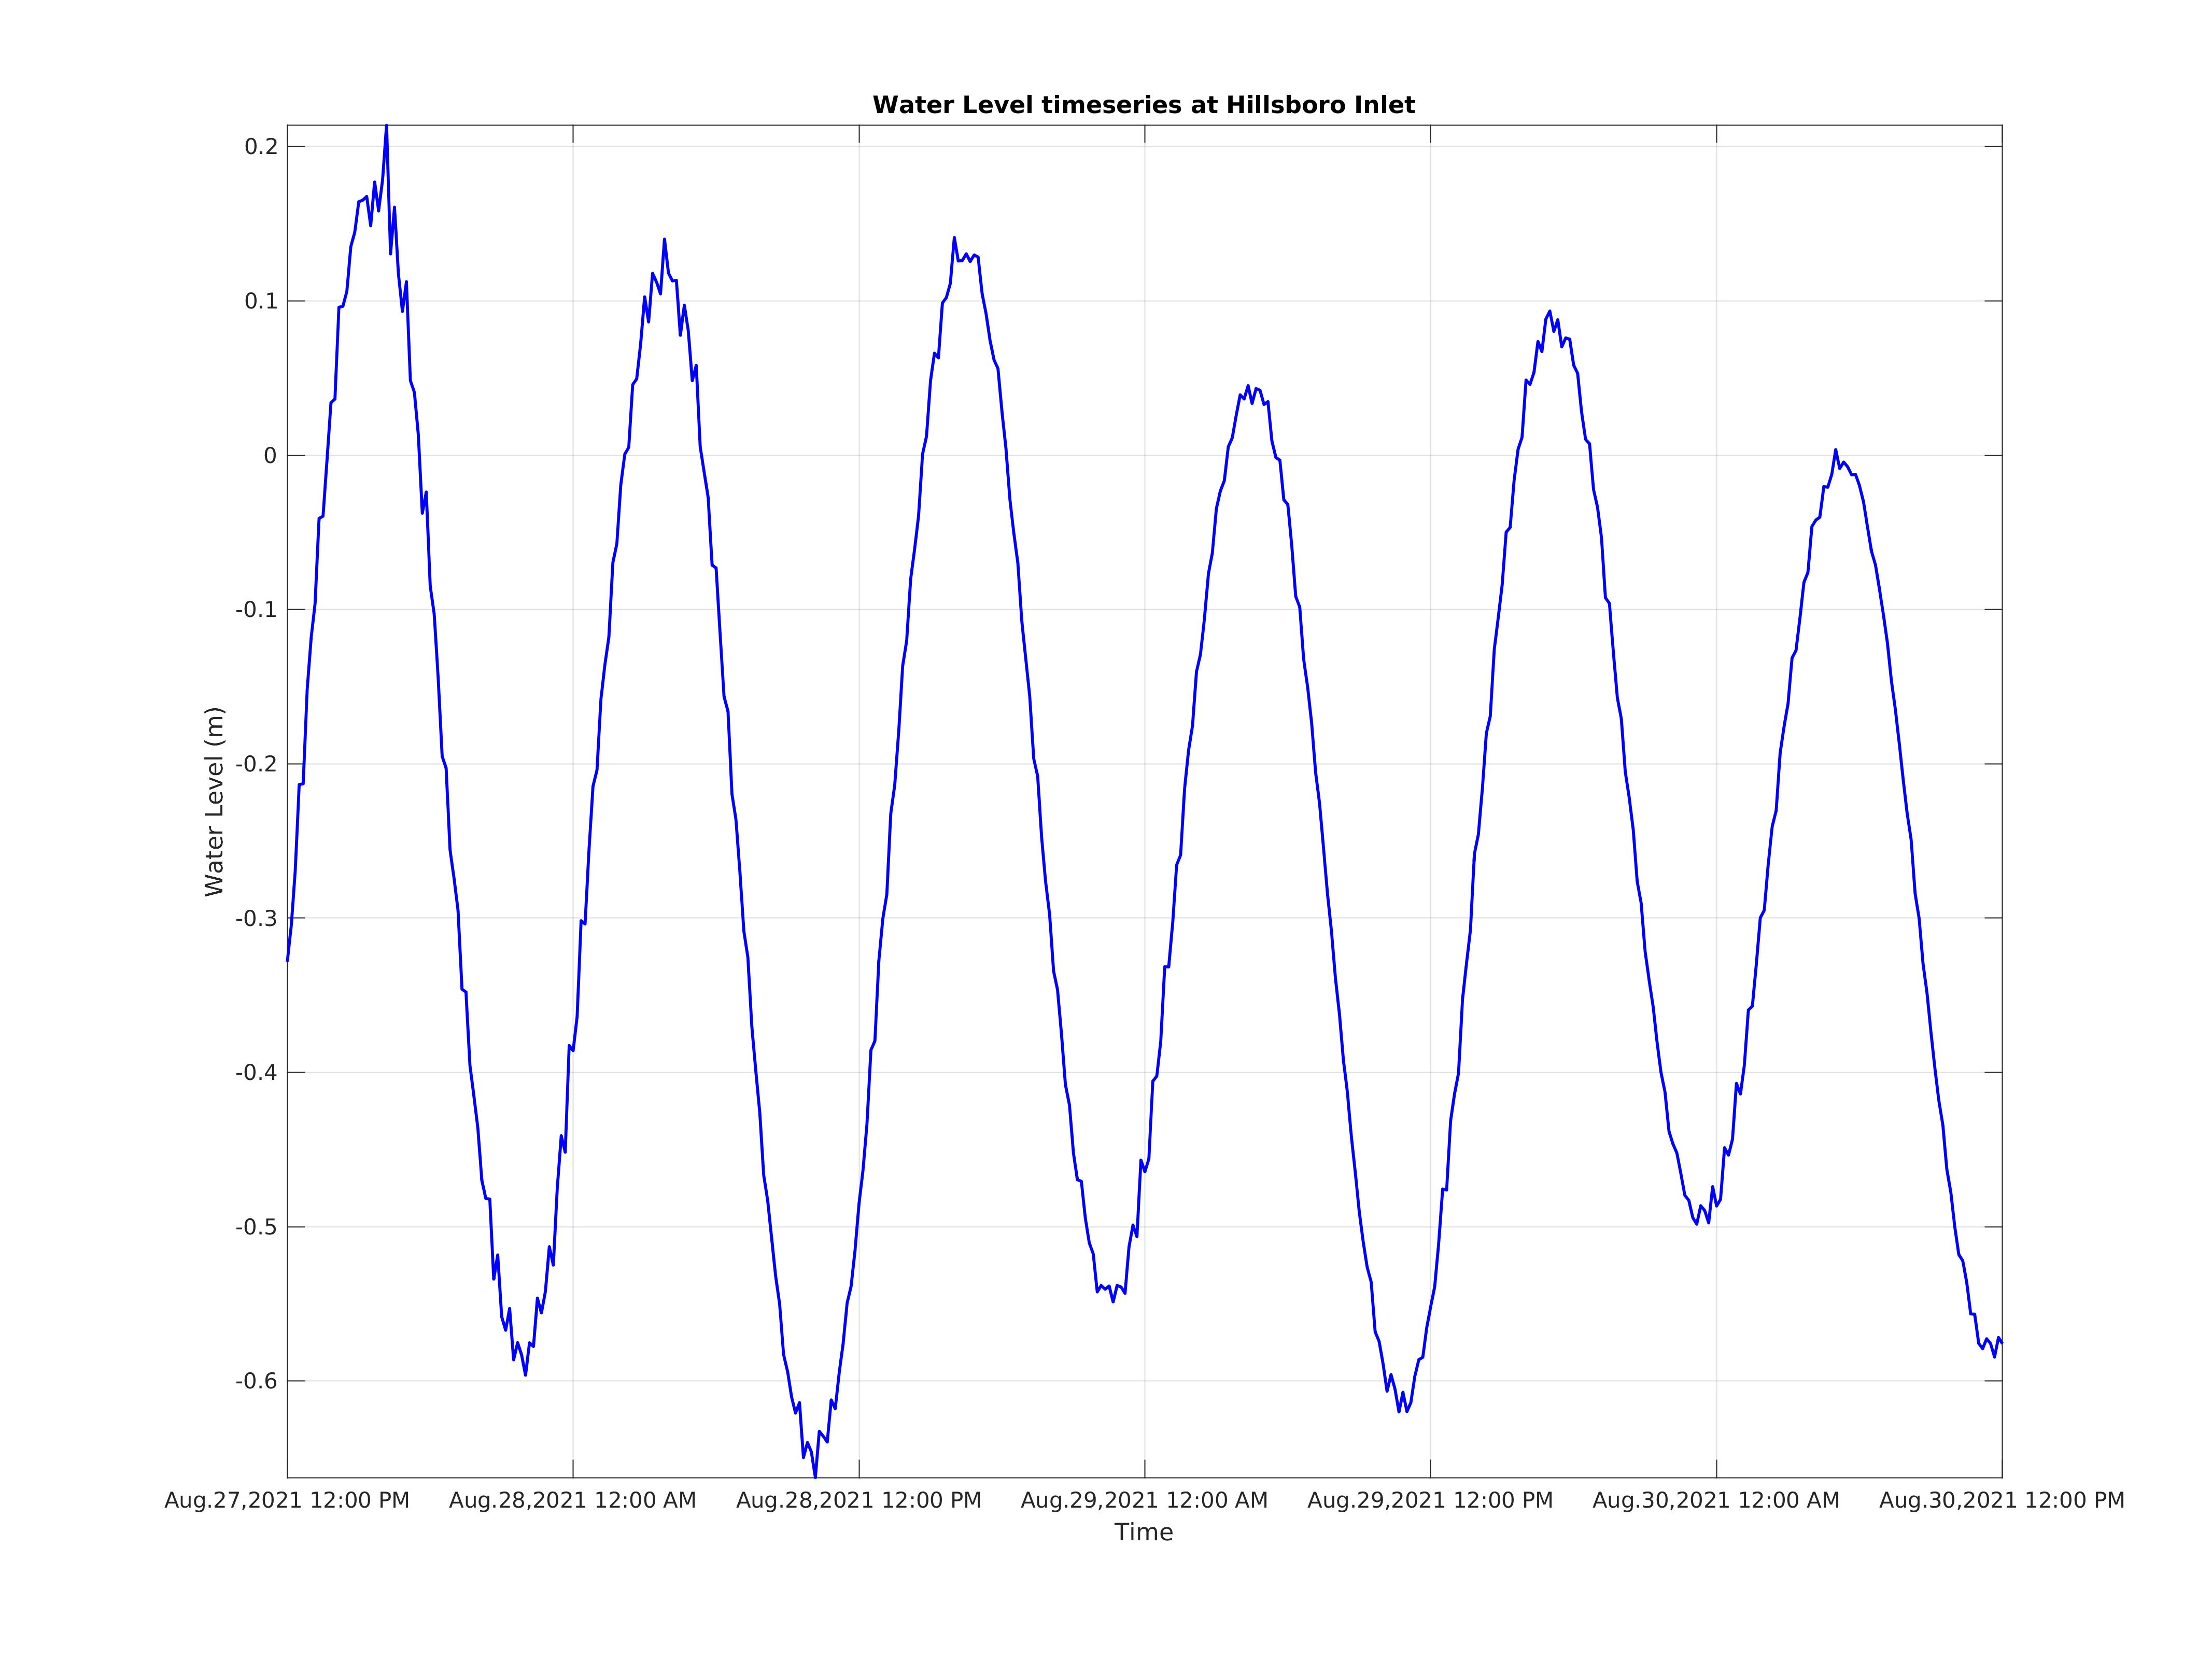 Water Level timeseries at Hillsboro Inlet
0.2
0.1
0
-0.1
-0.2
-0.3
-0.4
-0.5
-0.6
Water Level (m)
Aug.27,2021 12:00 PM Aug.28,2021 12:00 AM Aug.28,2021 12:00 PM Aug.29,2021 12:00 AM Aug.29,2021 12:00 PM Aug.30,2021 12:00 AM Aug.30,2021 12:00 PM
Time